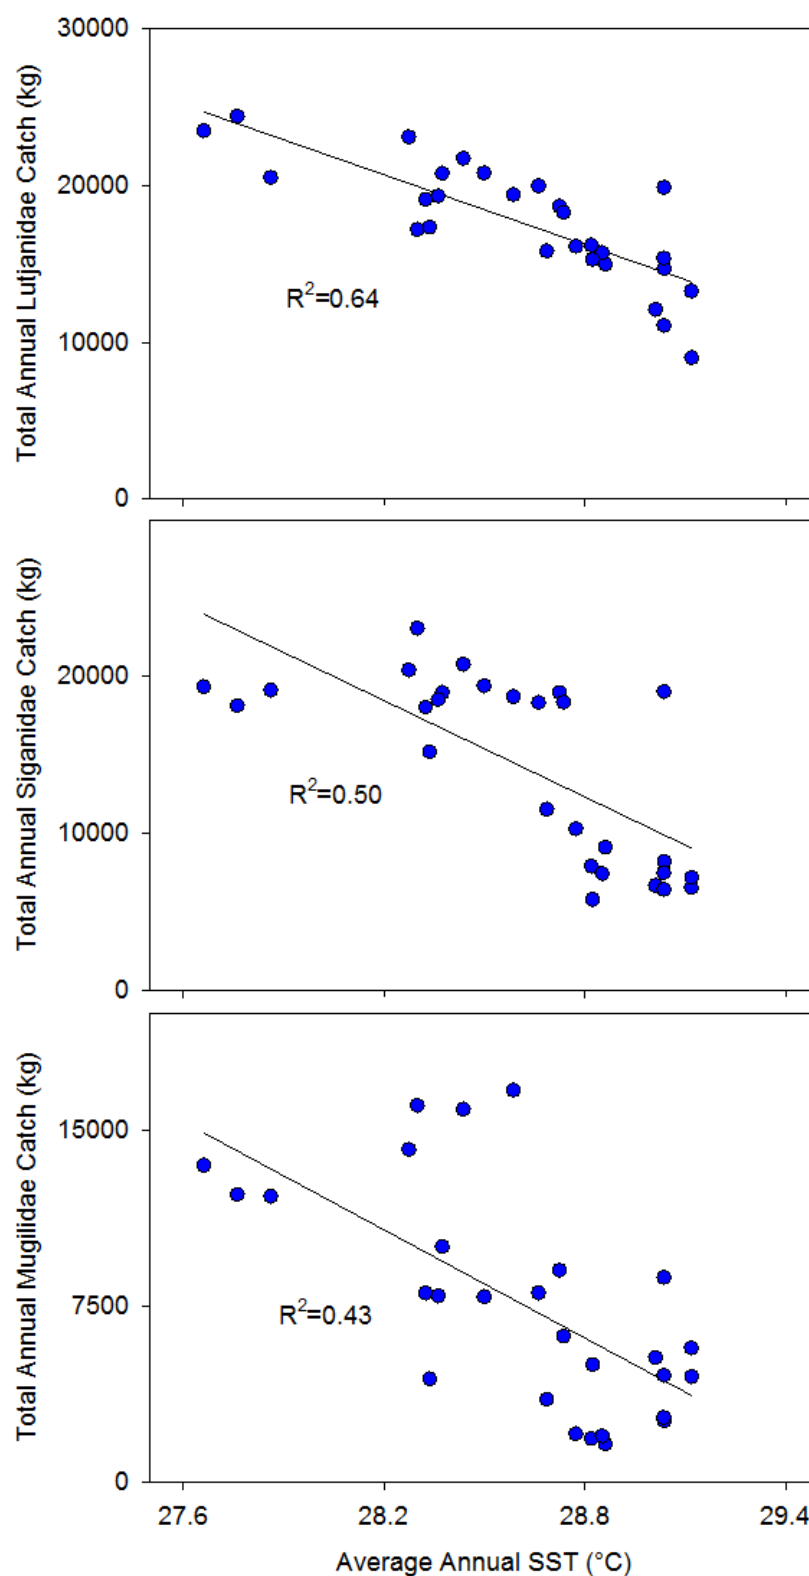 Total Annual Lutjanidae Catch (kg)
30000
20000
10000
0
R²=0.64
Total Annual Siganidae Catch (kg)
20000
10000
0
R²=0.50
Total Annual Mugilidae Catch (kg)
15000
7500
0
R²=0.43
27.6 28.2 28.8 29.4
Average Annual SST (°C)